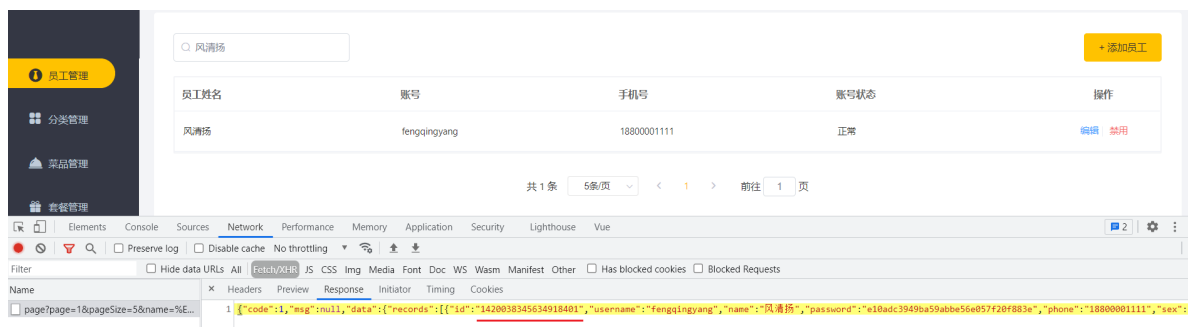 风清扬
+ 添加员工
员工管理
员工姓名 账号 手机号 账号状态 操作
分类管理
风清扬 fengqingyang 18800001111 正常 编辑 禁用
菜品管理
共 1 条 5条/页 1 前往 1 页
套餐管理
Elements Console Sources Network Performance Memory Application Security Lighthouse Vue 2
Preserve log Disable cache No throttling
Filter Hide data URLs All Fetch/XHR JS CSS Img Media Font Doc WS Wasm Manifest Other Has blocked cookies Blocked Requests
Name × Headers Preview Response Initiator Timing Cookies
page?page=1&pageSize=5&name=%E... 1 {"code":1,"msg":null,"data":{"records":[{"id":"1420038345634918401","username":"fengqingyang","name":"风清扬","password":"e10adc3949ba59abbe56e057f20f883e","phone":"18800001111","sex":